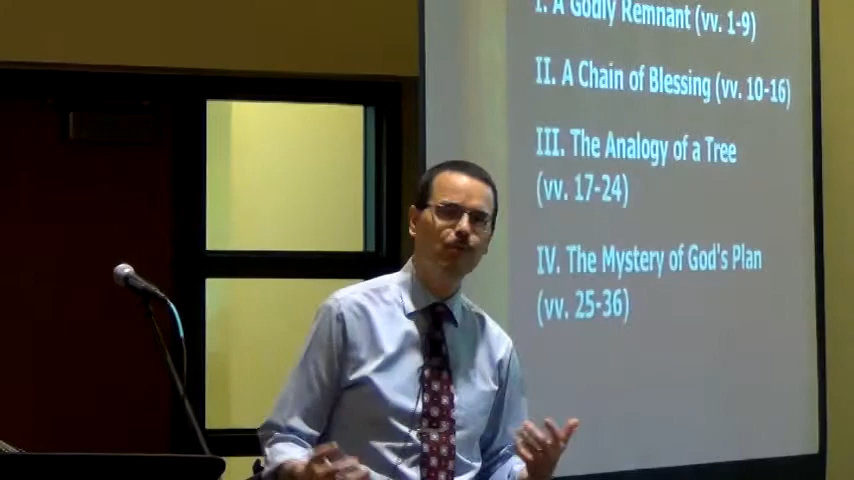 I. A Godly Remnant (vv. 1-9)
II. A Chain of Blessing (vv. 10-16)
III. The Analogy of a Tree
(vv. 17-24)
IV. The Mystery of God's Plan
(vv. 25-36)